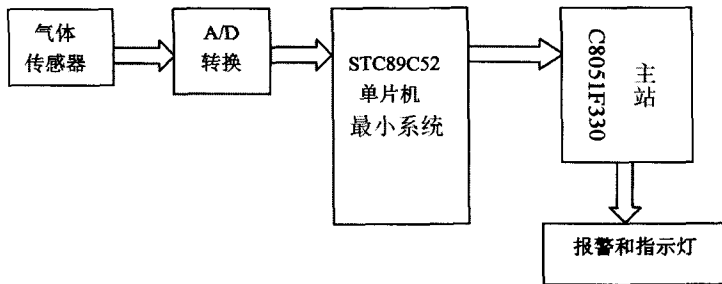 气体
传感器
A/D
转换
STC89C52
单片机
最小系统
C8051F330
主站
报警和指示灯